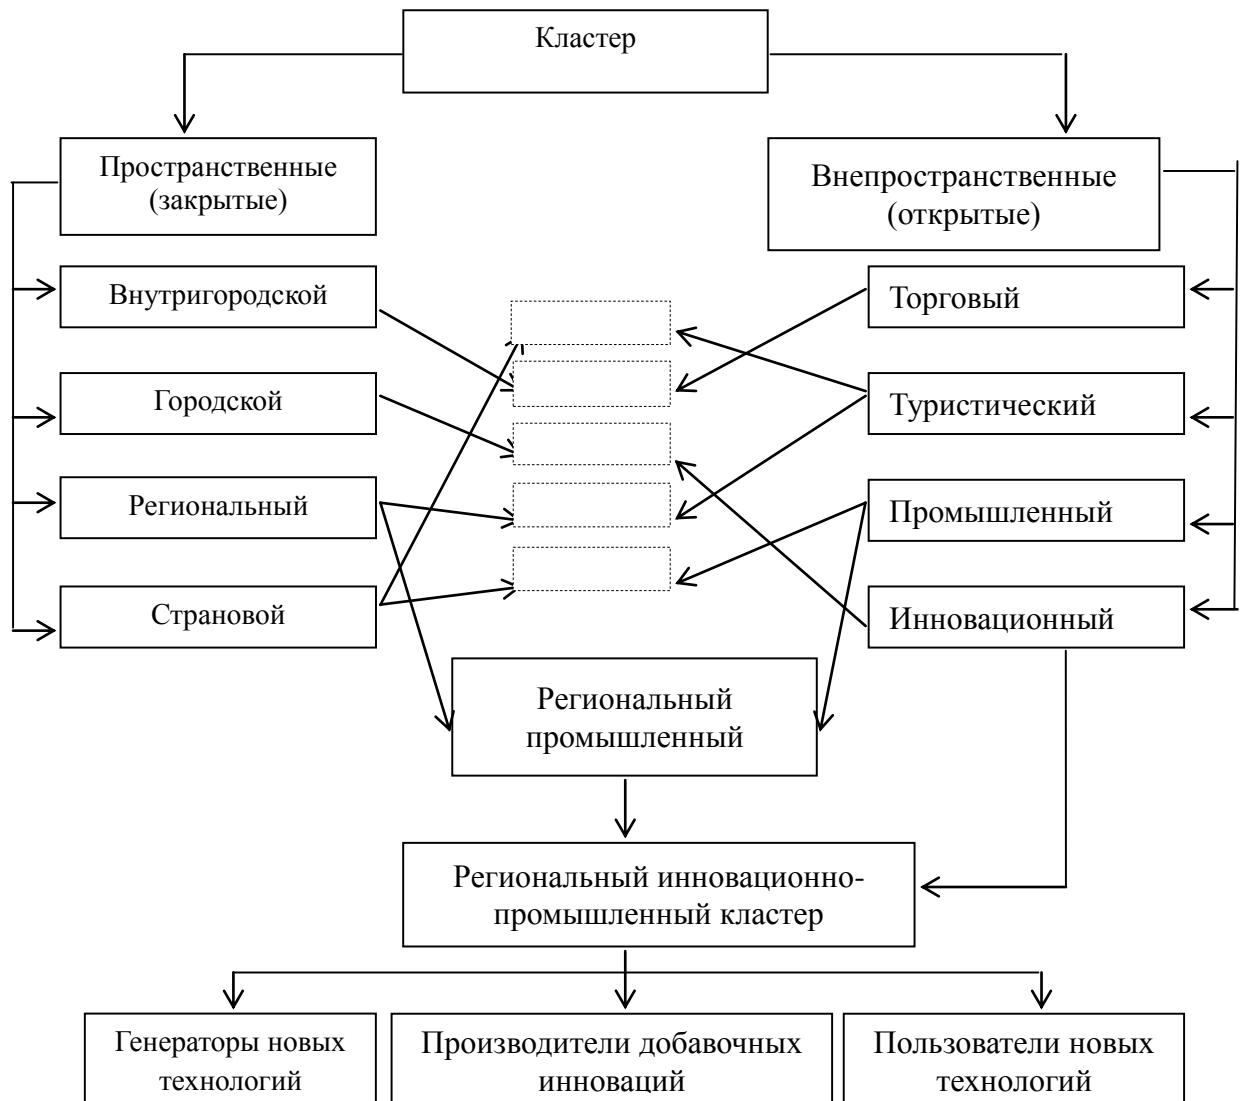 Кластер
Пространственные
(закрытые)
Внепространственные
(открытые)
Внутригородской
Торговый
Городской
Туристический
Региональный
Промышленный
Страновой
Инновационный
Региональный
промышленный
Региональный инновационно-
промышленный кластер
Генераторы новых
технологий
Производители добавочных
инноваций
Пользователи новых
технологий